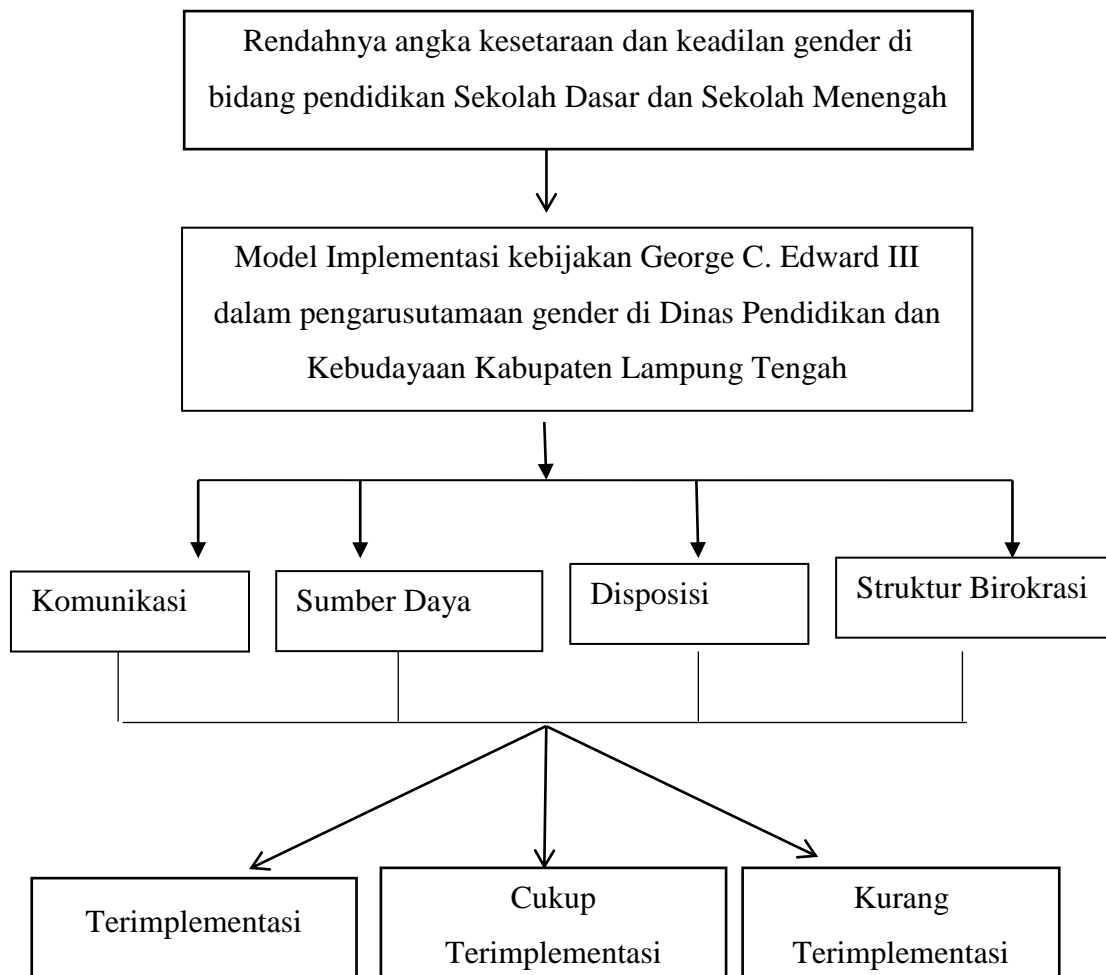 Rendahnya angka kesetaraan dan keadilan gender di
bidang pendidikan Sekolah Dasar dan Sekolah Menengah
Model Implementasi kebijakan George C. Edward III
dalam pengarusutamaan gender di Dinas Pendidikan dan
Kebudayaan Kabupaten Lampung Tengah
Komunikasi
Sumber Daya
Disposisi
Struktur Birokrasi
Terimplementasi
Cukup
Terimplementasi
Kurang
Terimplementasi